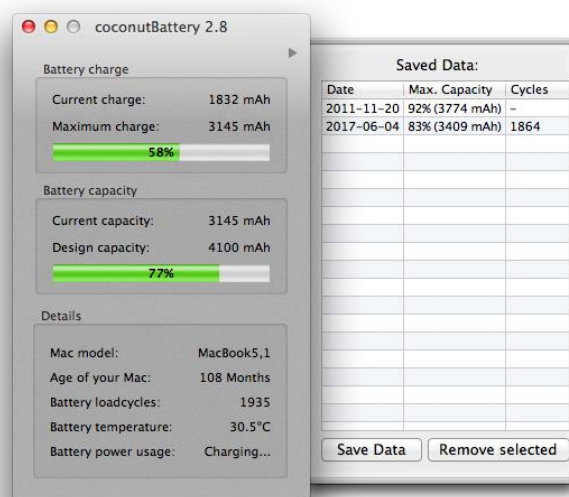 coconutBattery 2.8
Battery charge
Current charge: 1832 mAh
Maximum charge: 3145 mAh
58%
Battery capacity
Current capacity: 3145 mAh
Design capacity: 4100 mAh
77%
Details
Mac model: MacBook5,1
Age of your Mac: 108 Months
Battery loadcycles: 1935
Battery temperature: 30.5°C
Battery power usage: Charging...
Saved Data:
Date Max. Capacity Cycles
2011-11-20 92% (3774 mAh) -
2017-06-04 83% (3409 mAh) 1864
Save Data Remove selected